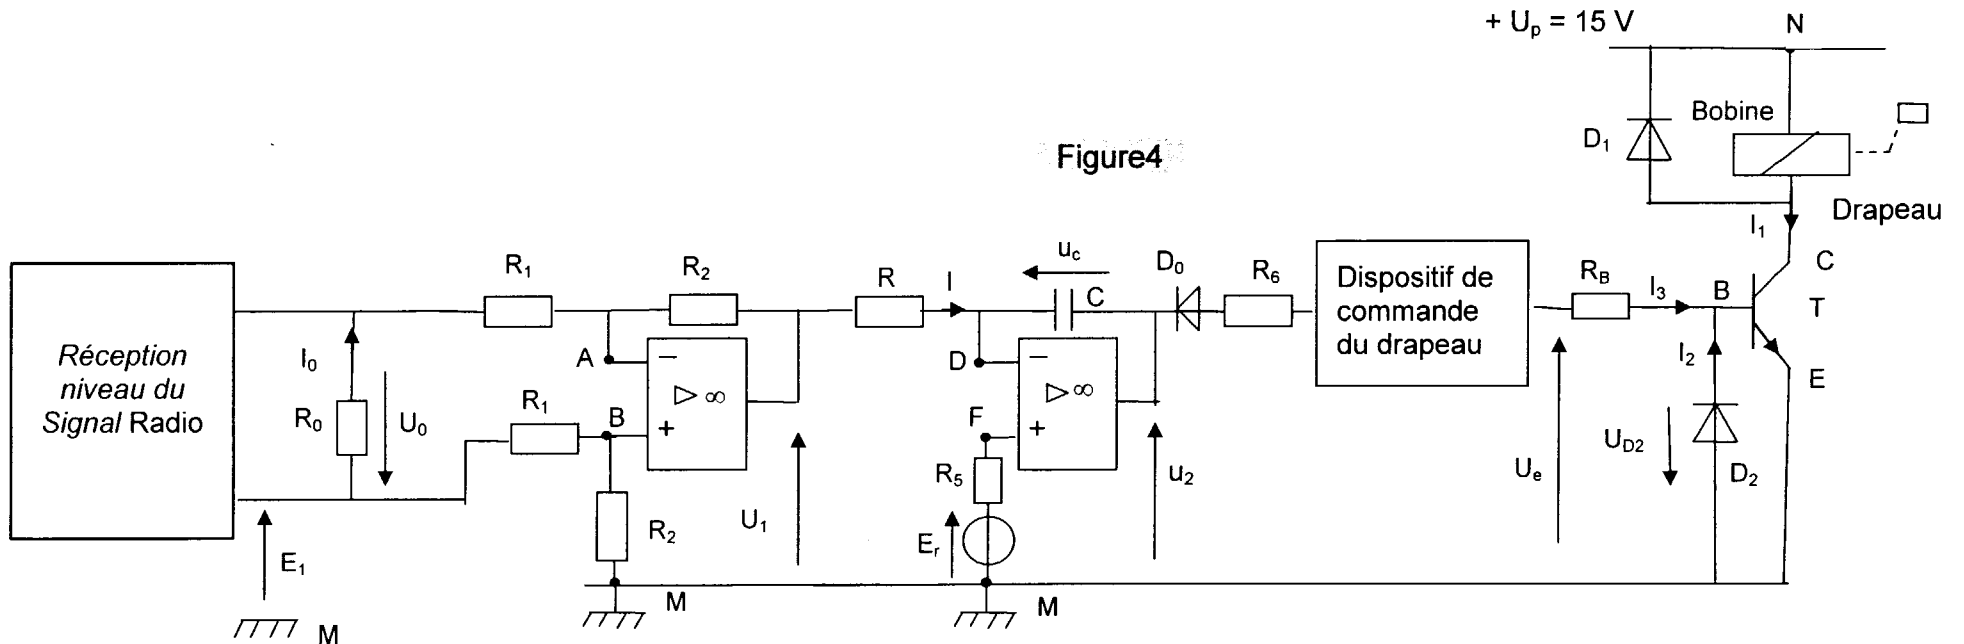 + Up = 15 V
N
Bobine
D1
Figure4
Drapeau
I1
C
T
E
Réception
niveau du
Signal Radio
I0
R0
U0
E1
M
R1
R2
A
R1
B
R2
U1
M
R
I
uc
C
D
F
R5
Er
u2
M
D0
R6
Dispositif de
commande
du drapeau
RB
I3
B
I2
Ue
UD2
D2
− + ▷ ∞
− + ▷ ∞